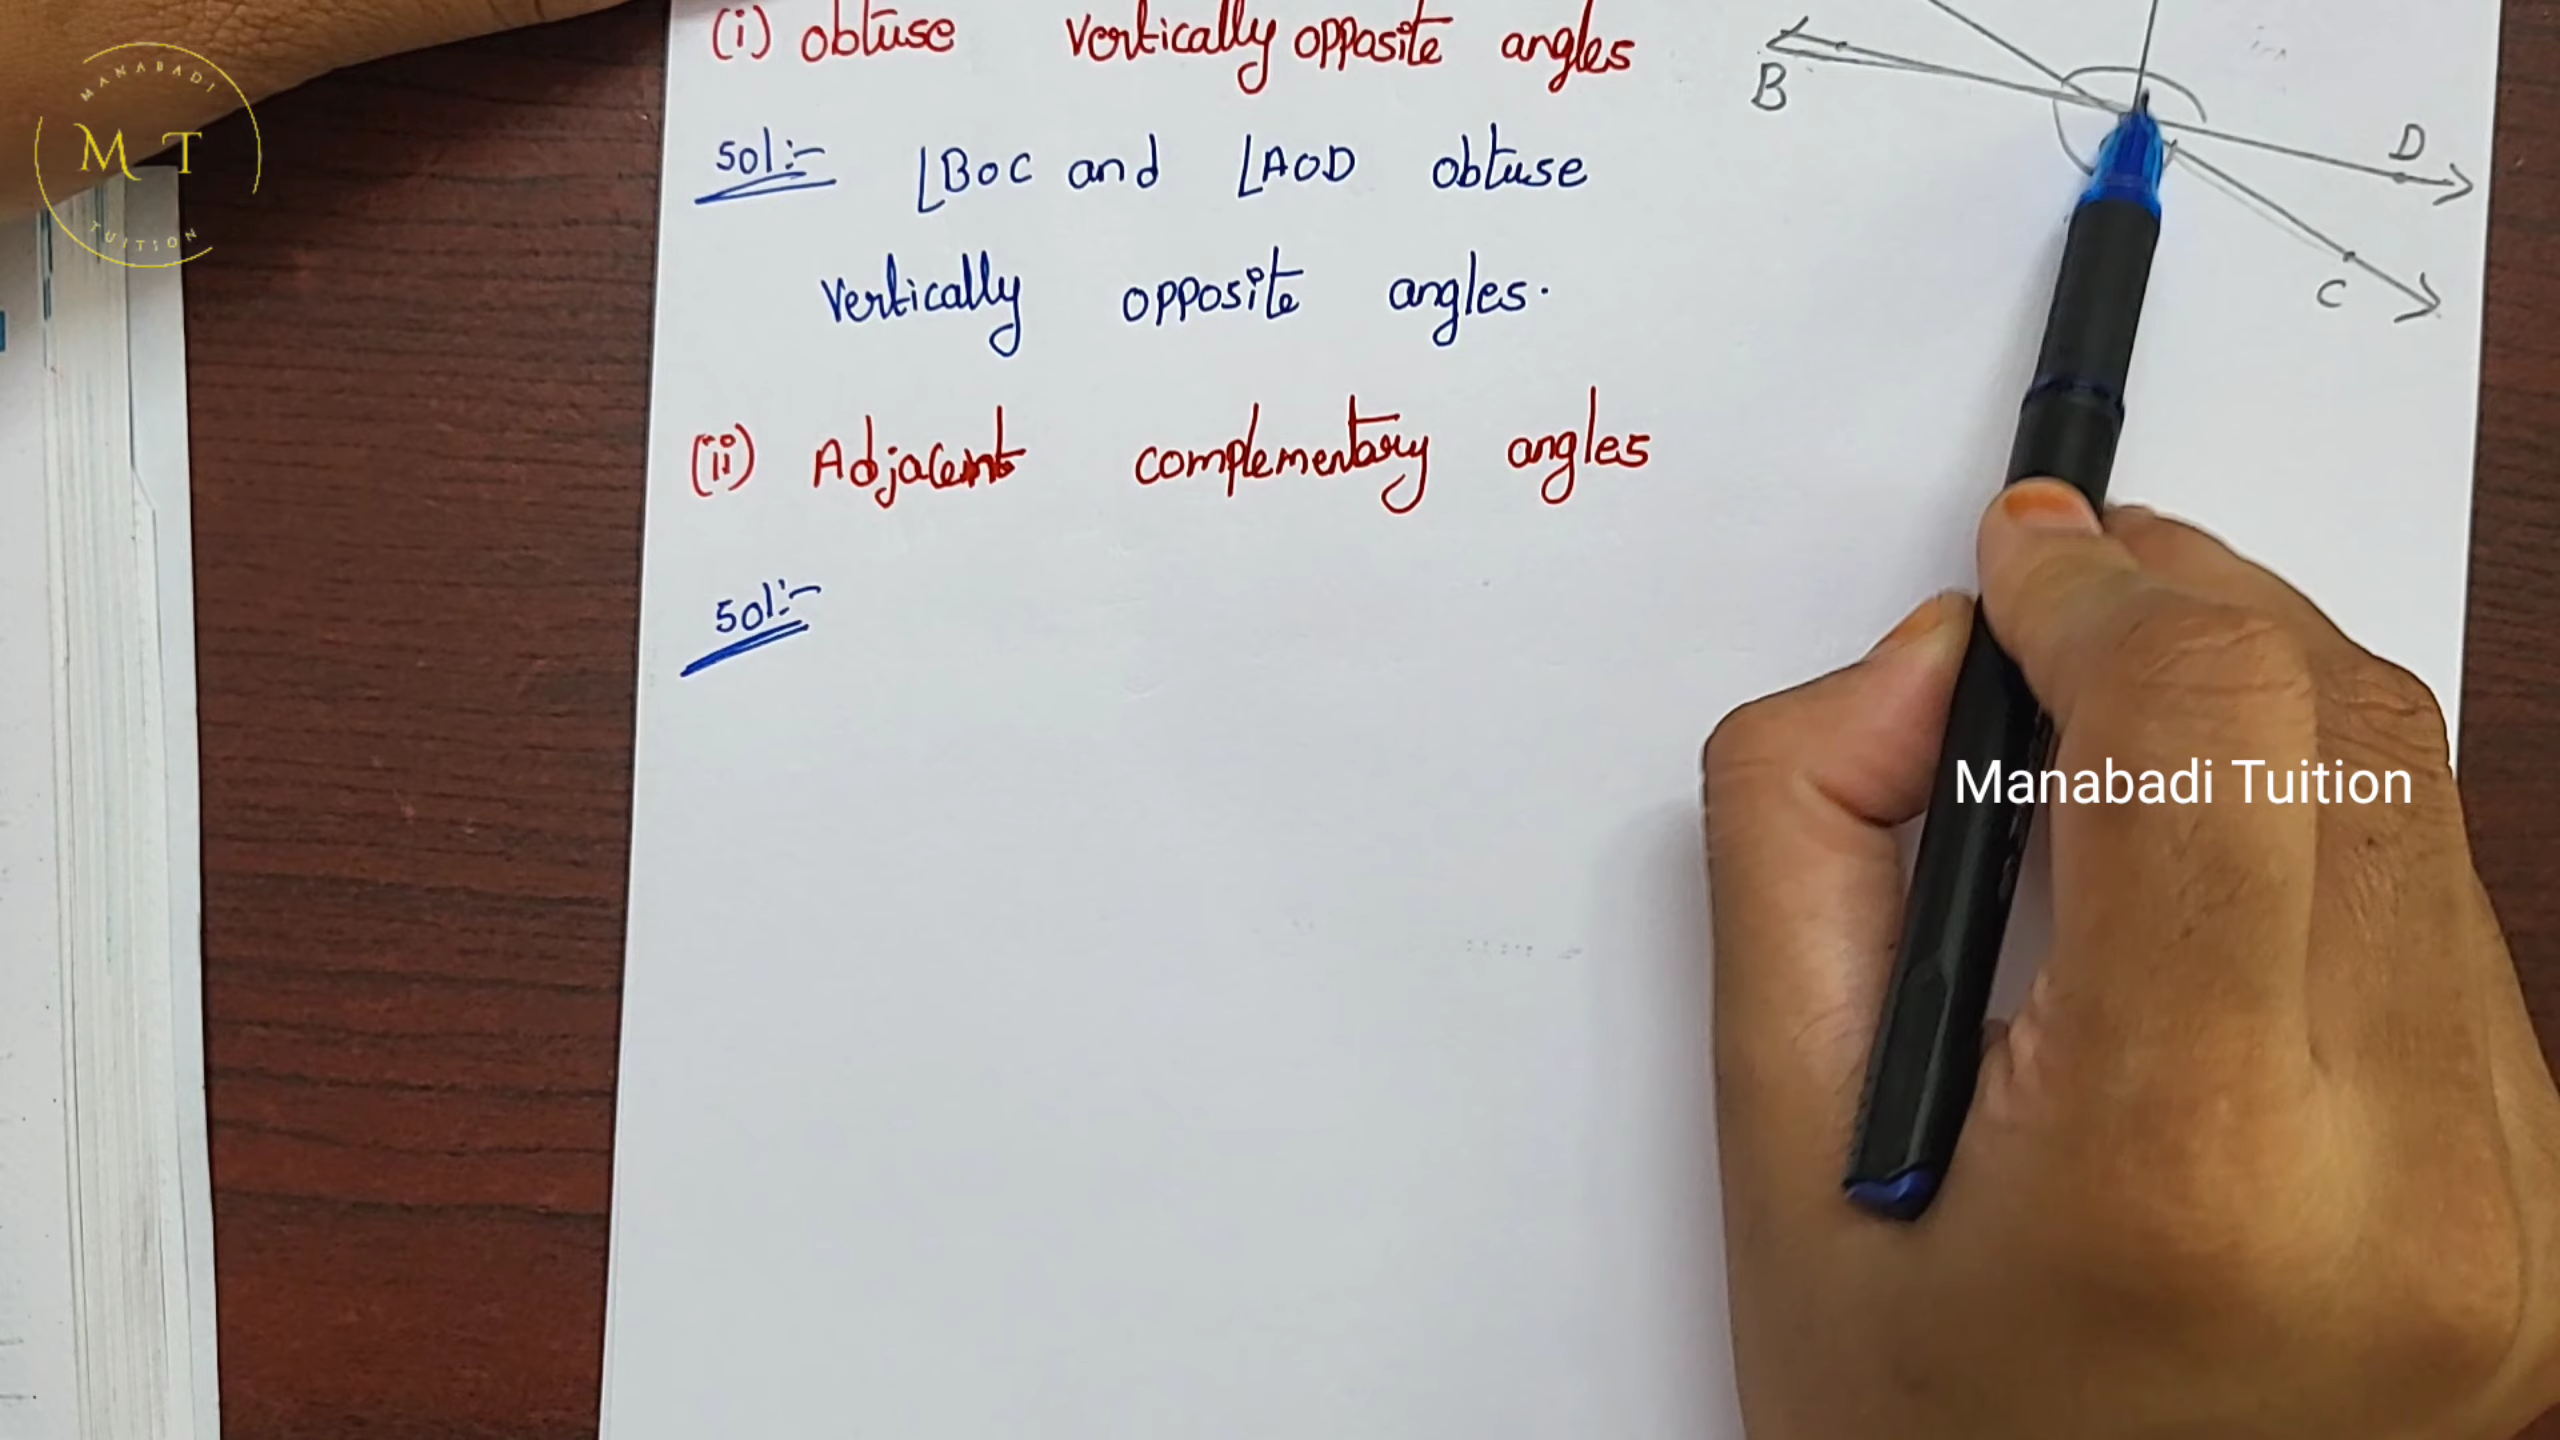 (i) obtuse vertically opposite angles
MANABADI
MT
TUITION
B
D
C
sol:- ⌊BOC and ⌊AOD obtuse
vertically opposite angles.
(ii) Adjacent complementary angles
sol:-
Manabadi Tuition